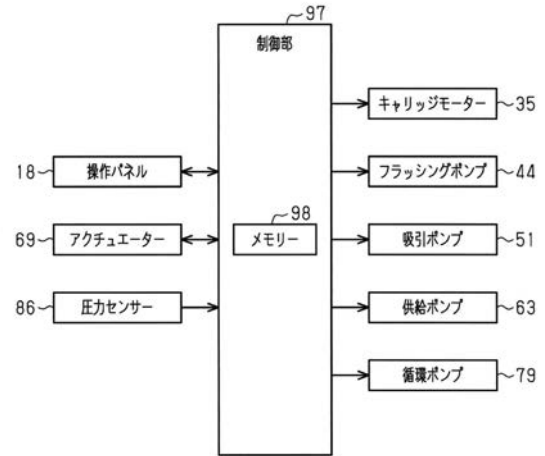 97
制御部
キャリッジモーター 35
18 操作パネル
フラッシングポンプ 44
98
69 アクチュエーター
メモリー
吸引ポンプ 51
86 圧力センサー
供給ポンプ 63
循環ポンプ 79